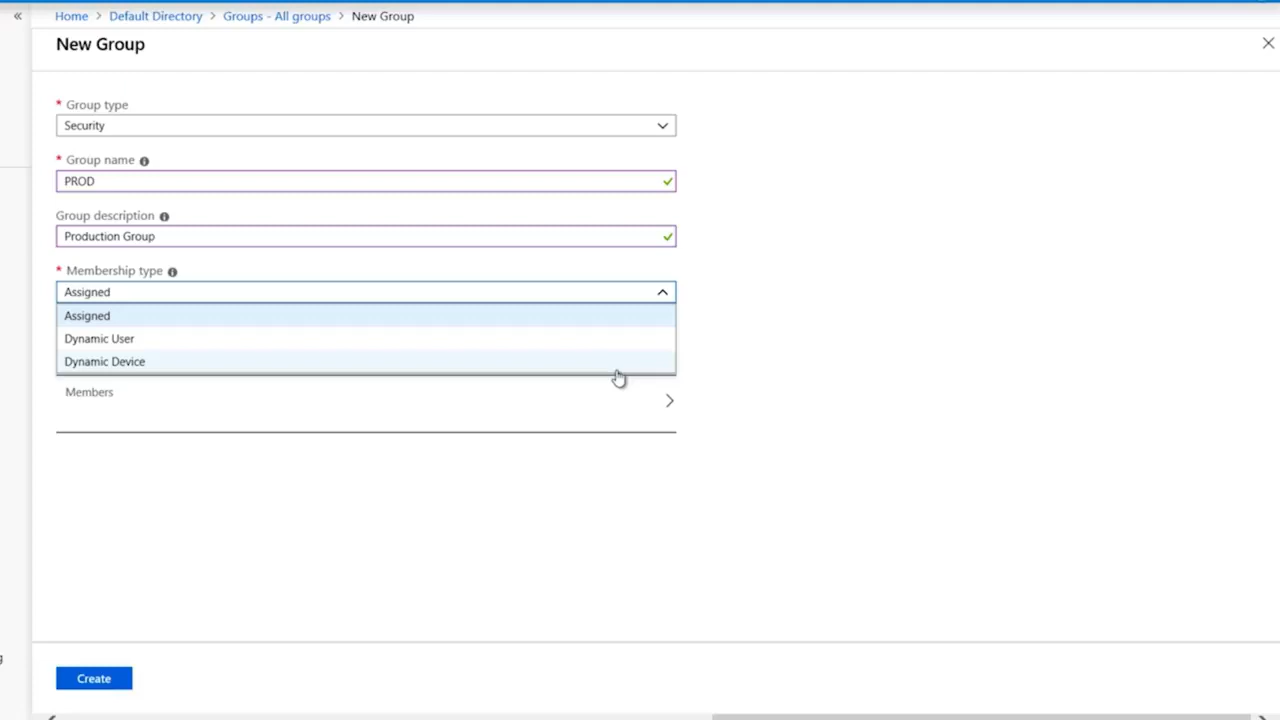 «
Home > Default Directory > Groups - All groups > New Group
New Group
* Group type
Security
* Group name
PROD
Group description
Production Group
* Membership type
Assigned
Assigned
Dynamic User
Dynamic Device
Members
Create